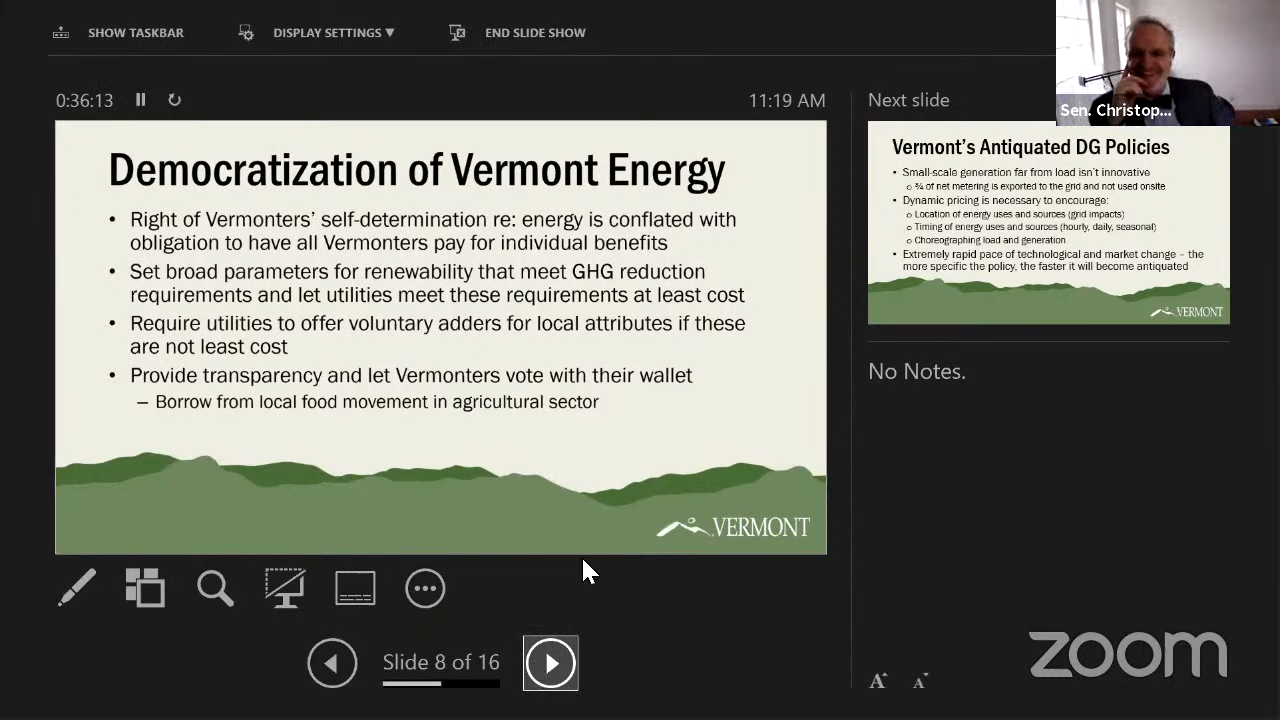 SHOW TASKBAR
DISPLAY SETTINGS ▼
END SLIDE SHOW
0:36:13
11:19 AM
Democratization of Vermont Energy
• Right of Vermonters’ self-determination re: energy is conflated with
obligation to have all Vermonters pay for individual benefits
• Set broad parameters for renewability that meet GHG reduction
requirements and let utilities meet these requirements at least cost
• Require utilities to offer voluntary adders for local attributes if these
are not least cost
• Provide transparency and let Vermonters vote with their wallet
– Borrow from local food movement in agricultural sector
VERMONT
Slide 8 of 16
Next slide
Sen. Christop...
Vermont’s Antiquated DG Policies
• Small-scale generation far from load isn’t innovative
o ¾ of net metering is exported to the grid and not used onsite
• Dynamic pricing is necessary to encourage:
o Location of energy uses and sources (grid impacts)
o Timing of energy uses and sources (hourly, daily, seasonal)
o Choreographing load and generation
• Extremely rapid pace of technological and market change – the
more specific the policy, the faster it will become antiquated
VERMONT
No Notes.
A A
zoom